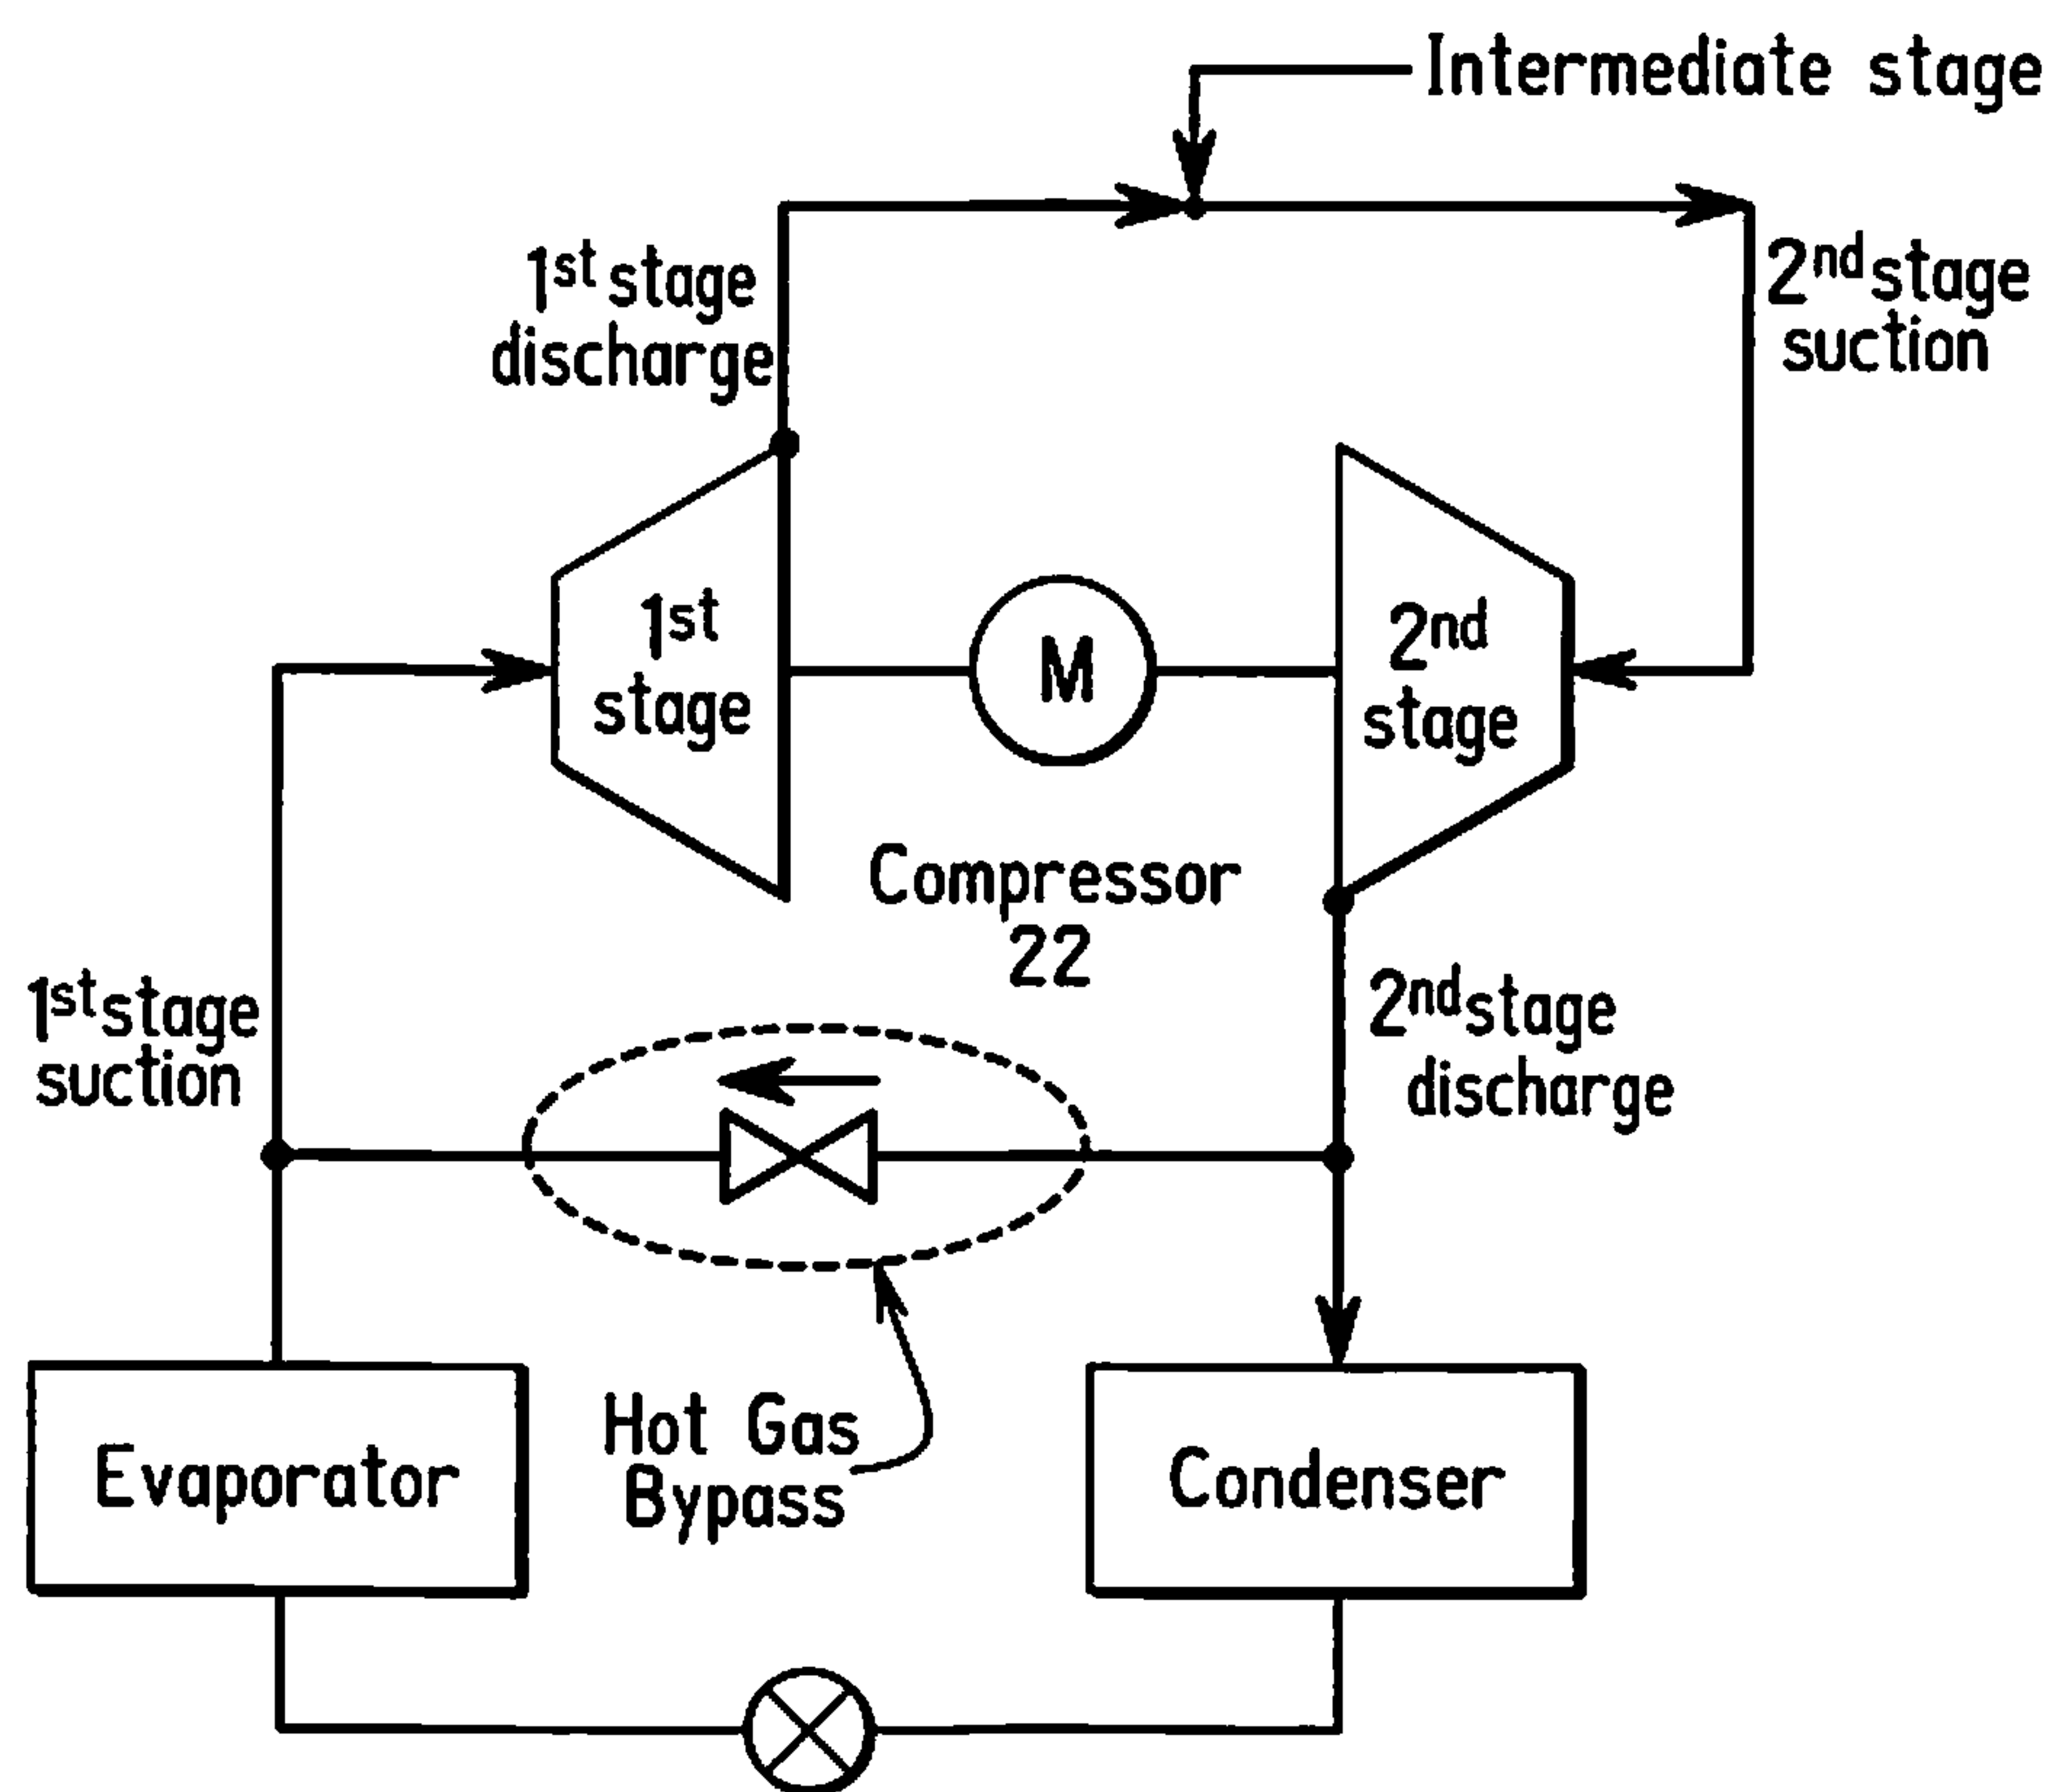 Intermediate stage
1st stage
discharge
2nd stage
suction
1st
stage
M
2nd
stage
Compressor
22
1st stage
suction
2nd stage
discharge
Hot Gas
Bypass
Evaporator
Condenser